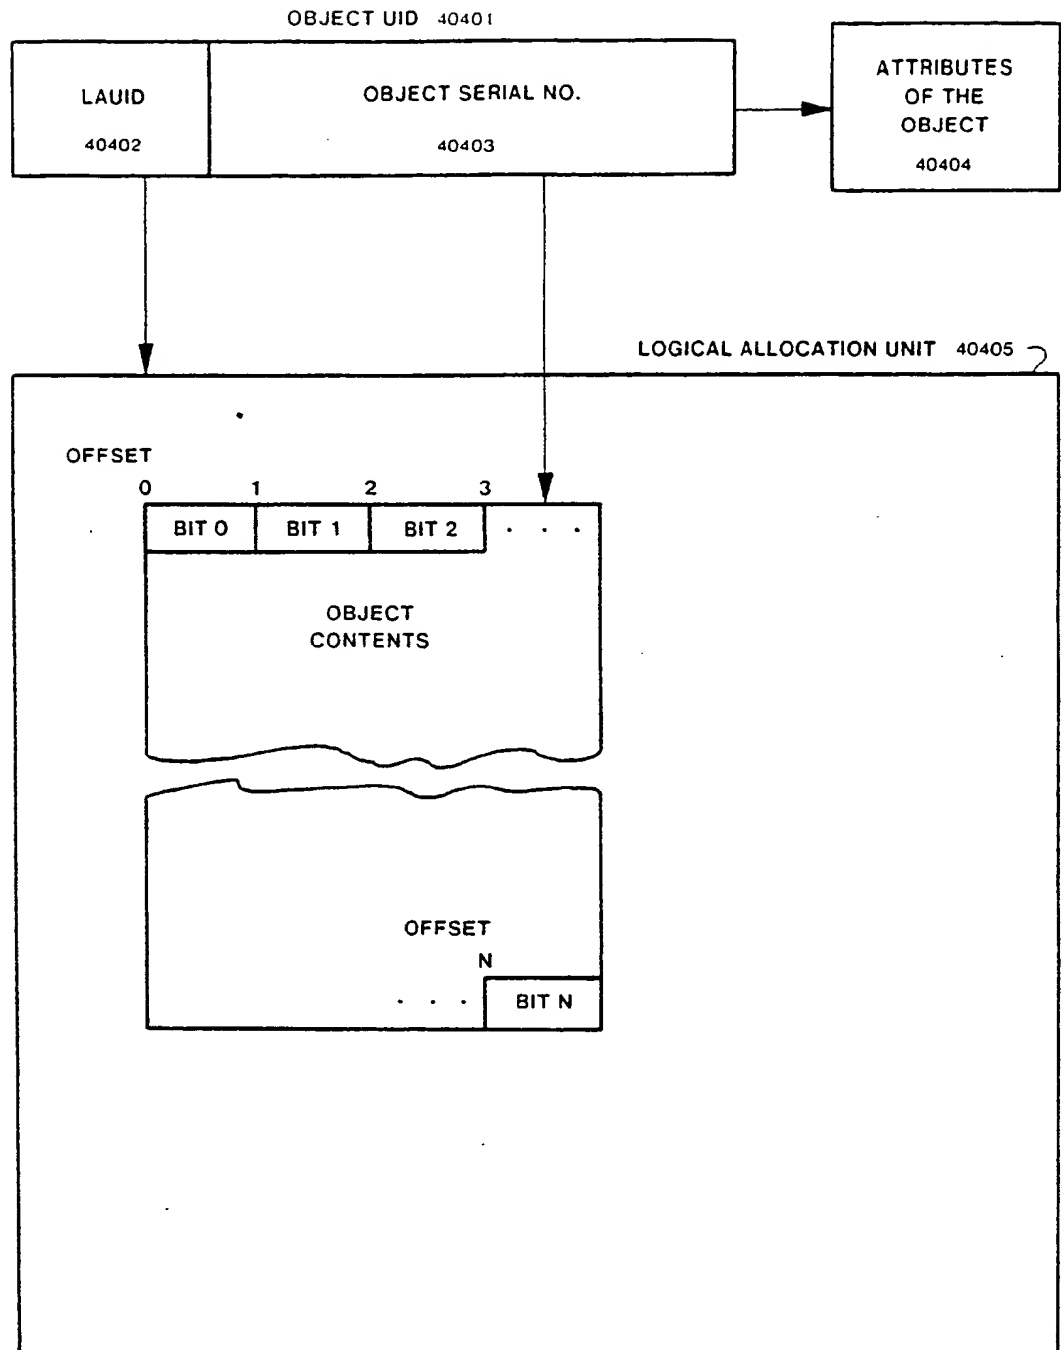 OBJECT UID 40401
LAUID
40402
OBJECT SERIAL NO.
40403
ATTRIBUTES
OF THE
OBJECT
40404
LOGICAL ALLOCATION UNIT 40405
OFFSET
0 1 2 3
BIT 0 BIT 1 BIT 2 . . .
OBJECT
CONTENTS
OFFSET
N
. . . BIT N